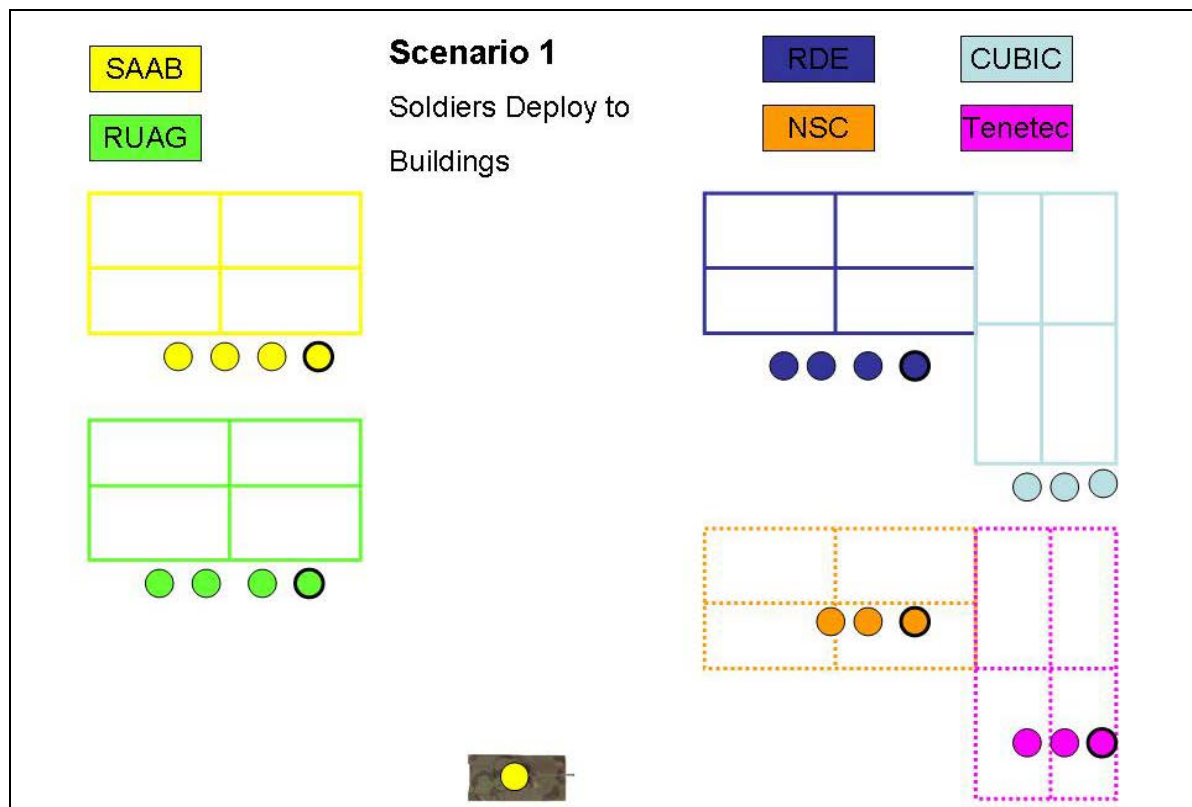 SAAB
RUAG
Scenario 1
Soldiers Deploy to
Buildings
RDE
CUBIC
NSC
Tenetec